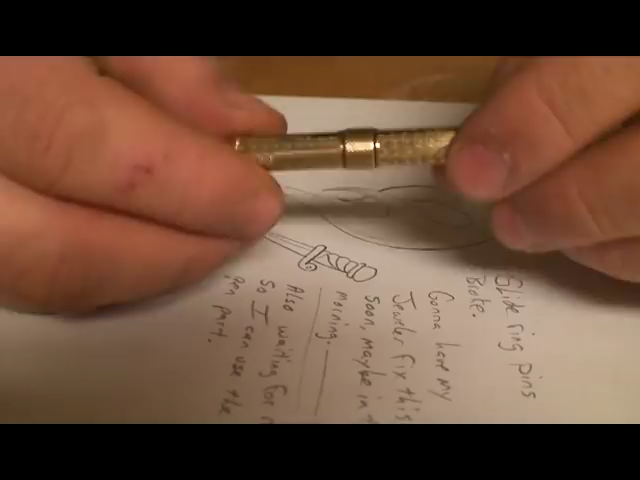 Slide ring pins
Broke.
Gonna have my
Jeweler fix this
Soon, maybe in
morning.
Also waiting for
So I can use the
Pen part.